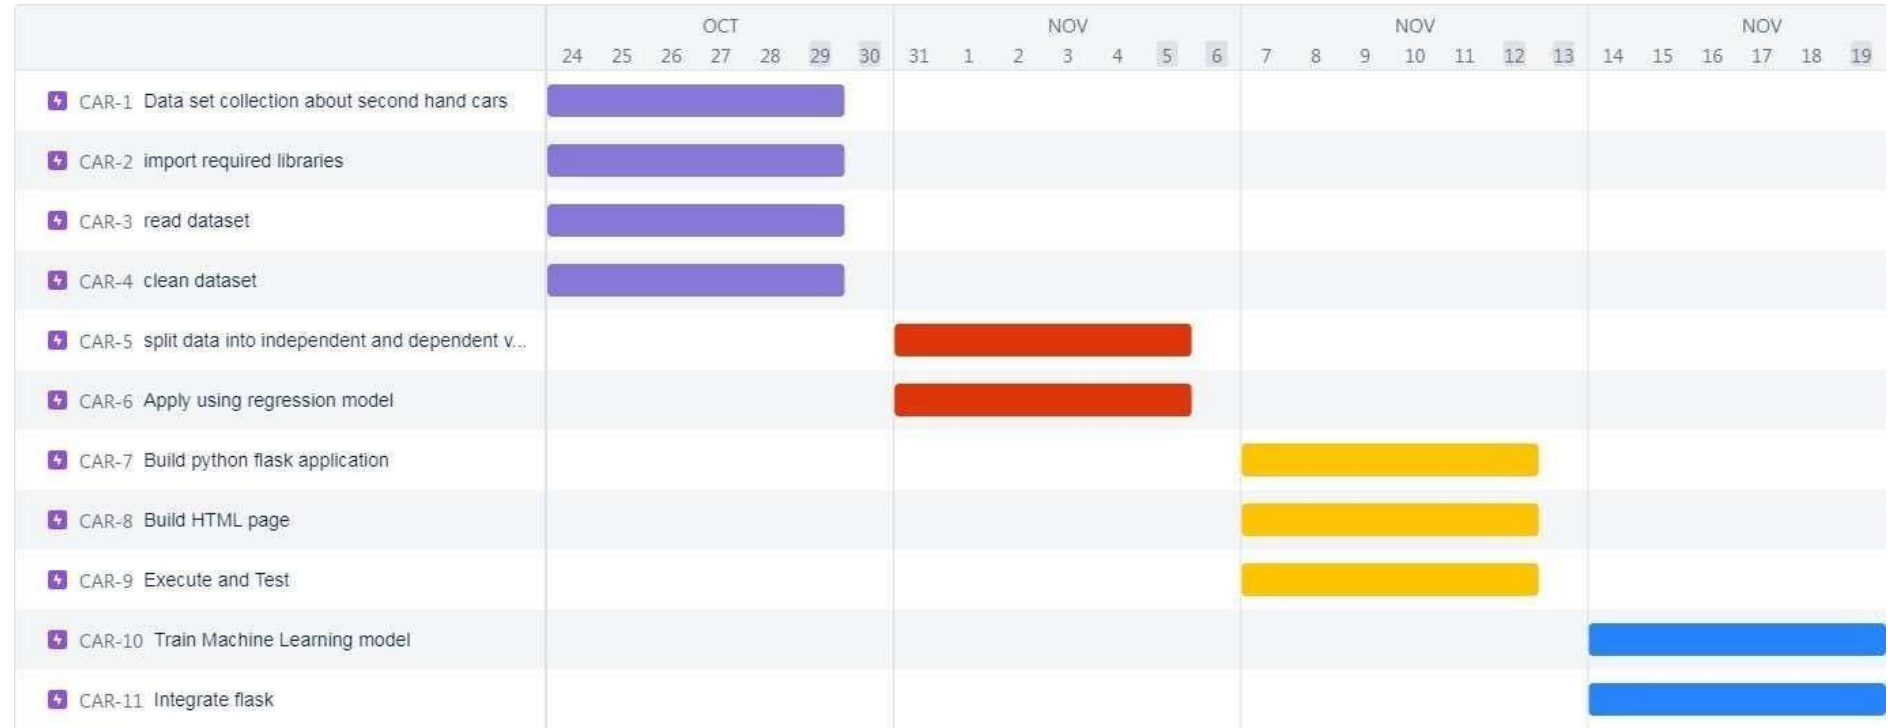 OCT NOV NOV NOV
24 25 26 27 28 29 30 31 1 2 3 4 5 6 7 8 9 10 11 12 13 14 15 16 17 18 19
CAR-1 Data set collection about second hand cars
CAR-2 import required libraries
CAR-3 read dataset
CAR-4 clean dataset
CAR-5 split data into independent and dependent v...
CAR-6 Apply using regression model
CAR-7 Build python flask application
CAR-8 Build HTML page
CAR-9 Execute and Test
CAR-10 Train Machine Learning model
CAR-11 Integrate flask